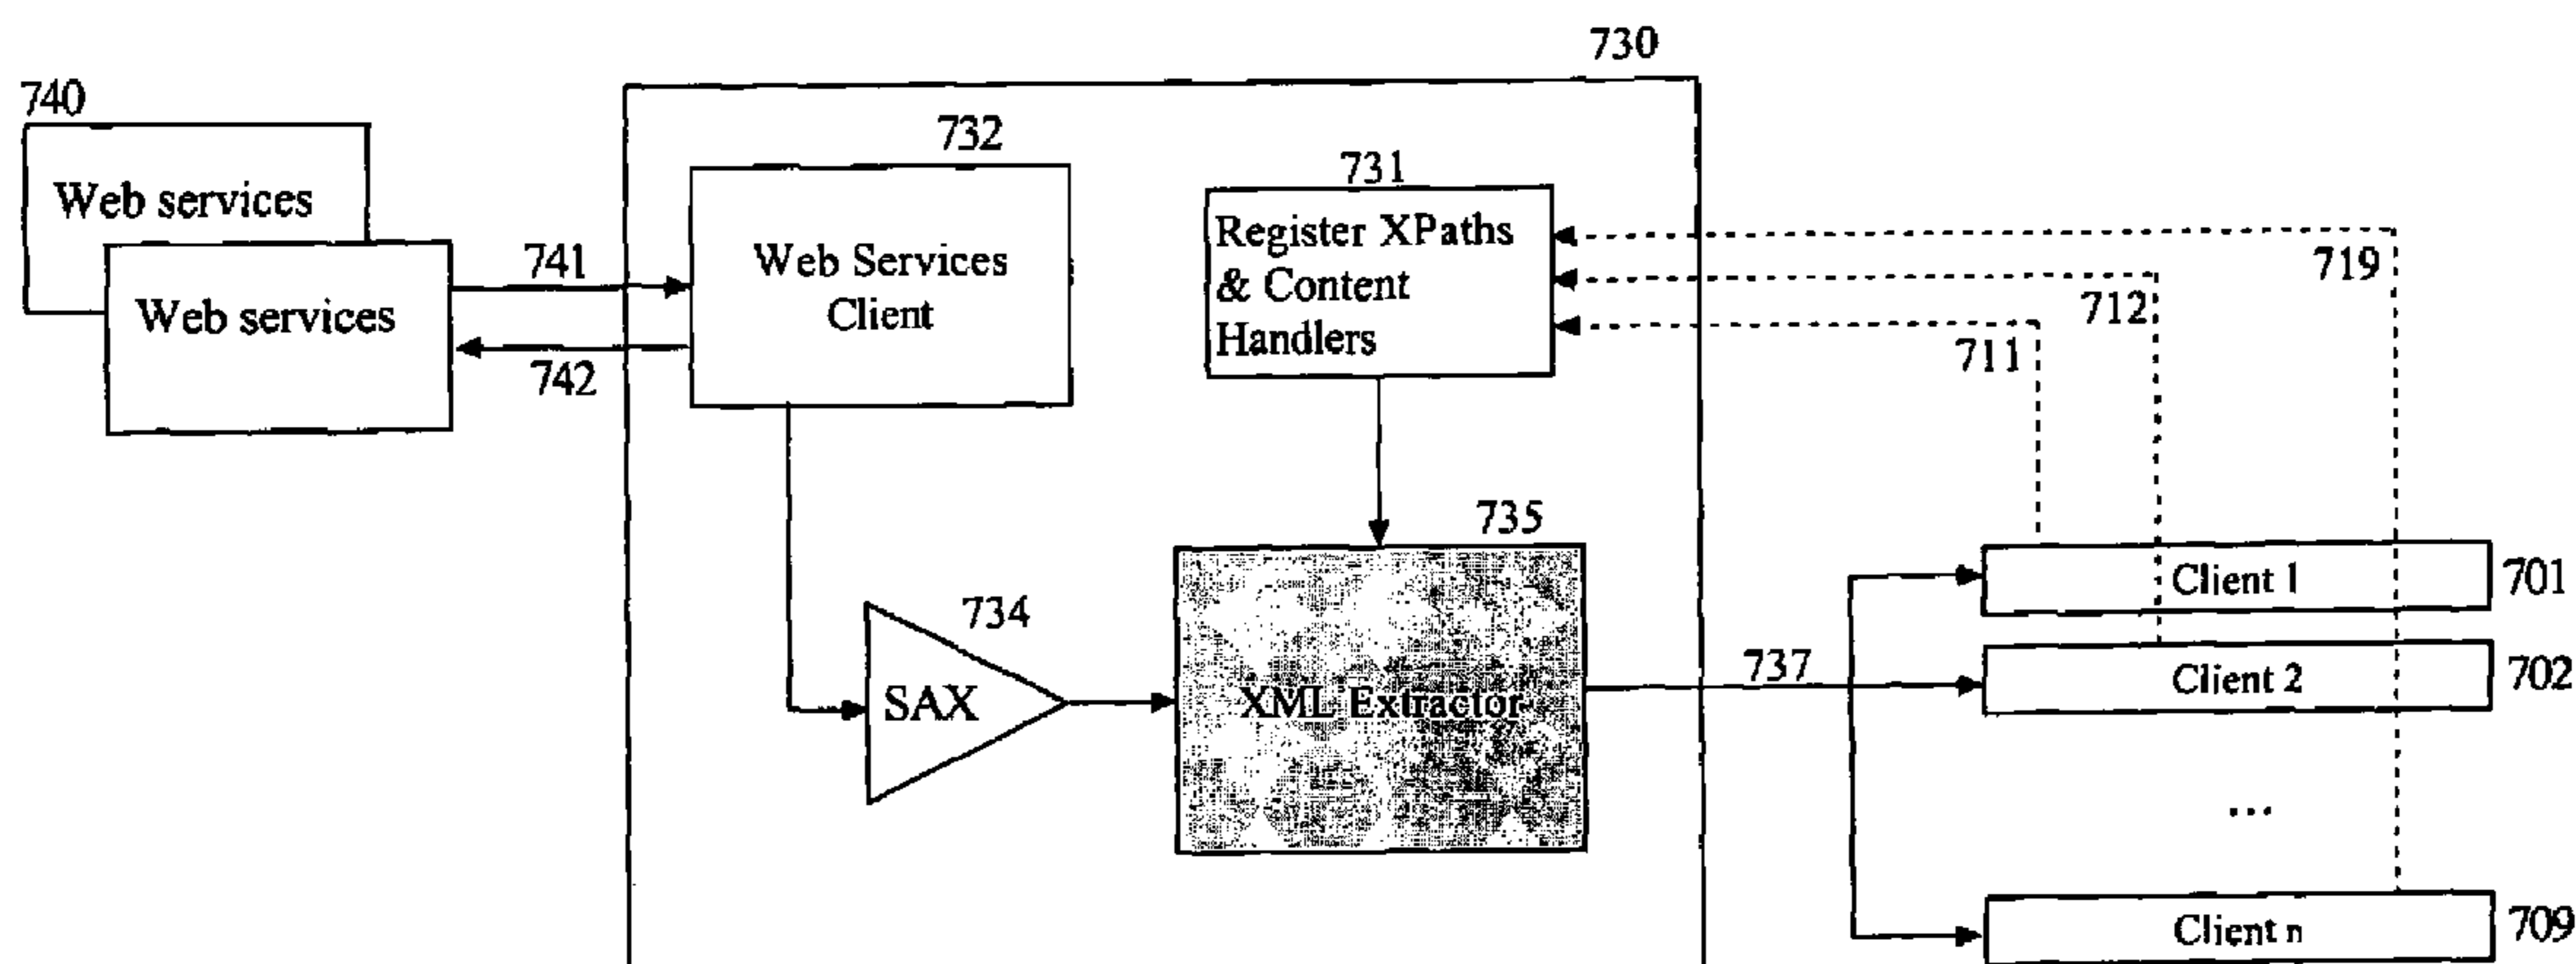 730
740
732
731
Web services
Register XPaths
& Content
Handlers
741
Web Services
Client
719
712
Web services
711
742
735
734
Client 1
701
SAX
XML Extractor
737
Client 2
702
...
Client n
709